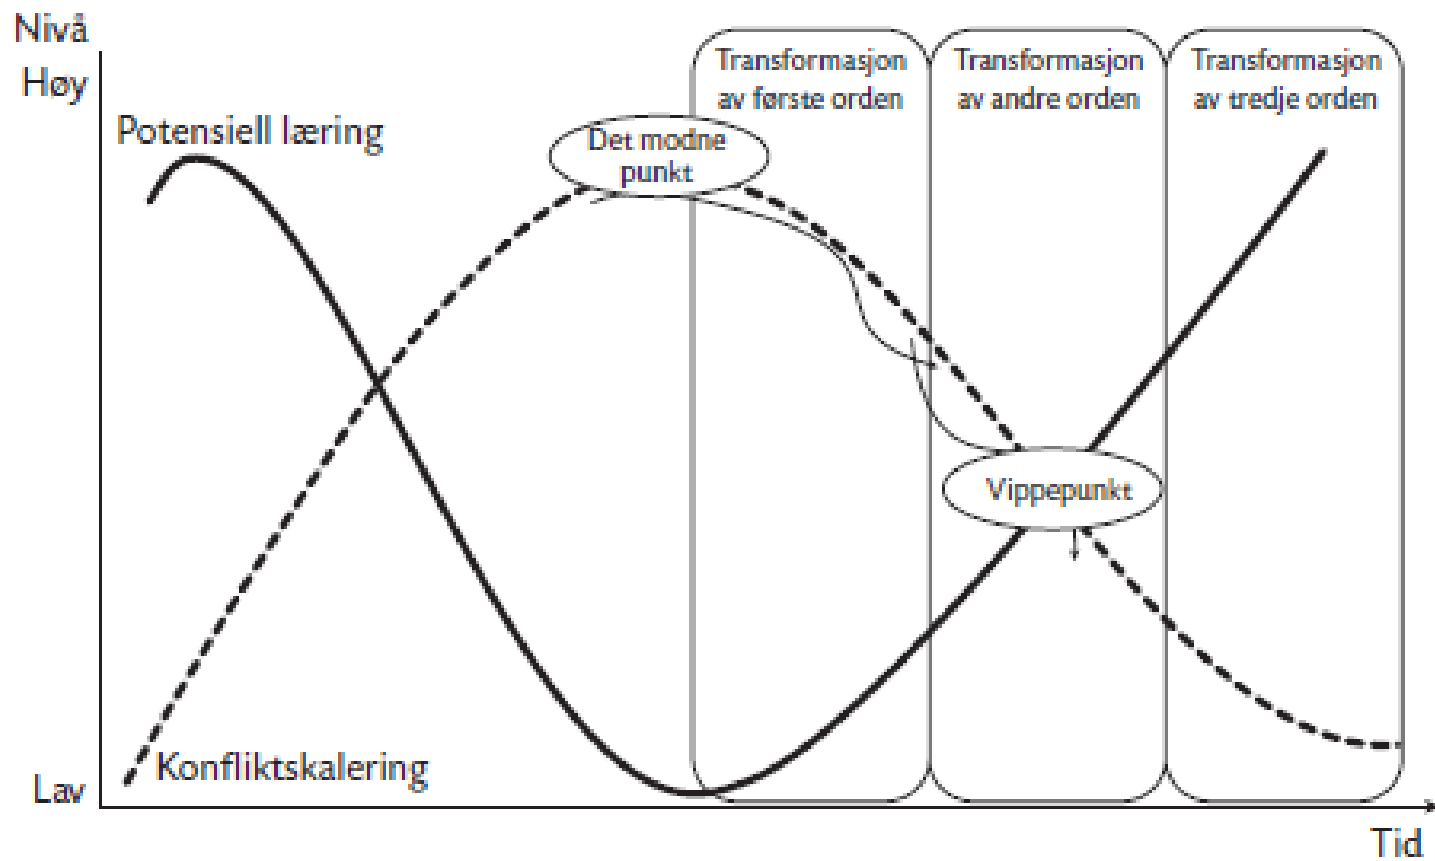 Nivå
Høy
Transformasjon
av første orden
Transformasjon
av andre orden
Transformasjon
av tredje orden
Potensiell læring
Det modne
punkt
Vippepunkt
Konfliktskalering
Lav
Tid